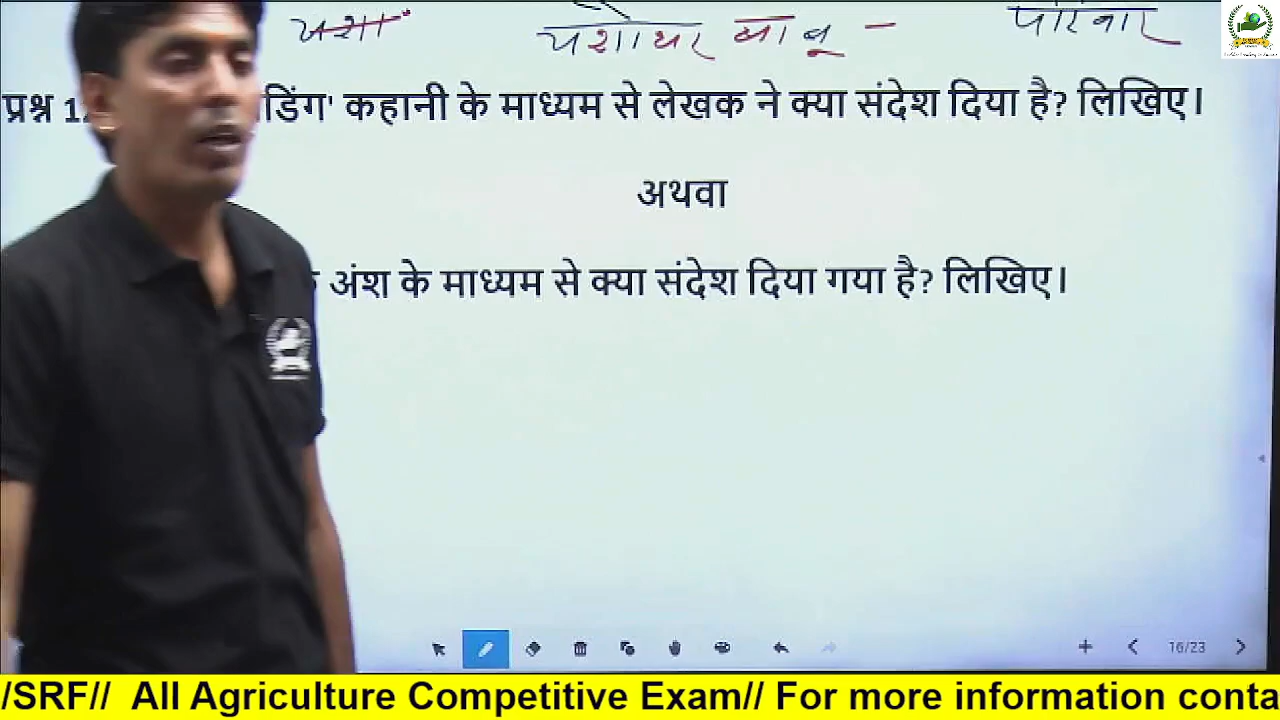 यशोधर बाबू – परिवार
प्रश्न 1 डिंग' कहानी के माध्यम से लेखक ने क्या संदेश दिया है? लिखिए।
अथवा
अंश के माध्यम से क्या संदेश दिया गया है? लिखिए।
16/23
/SRF// All Agriculture Competitive Exam// For more information conta